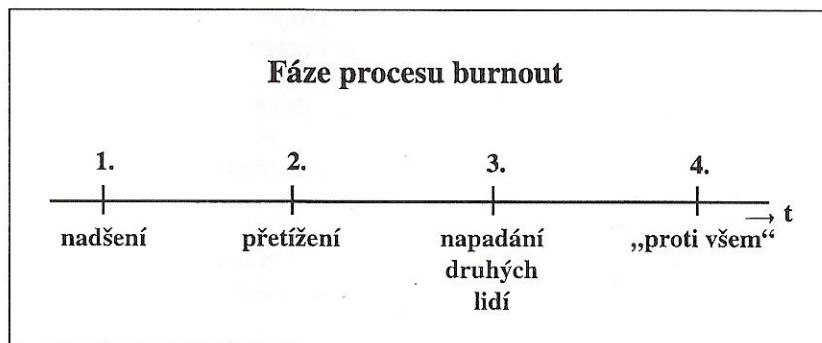 Fáze procesu burnout
1. 2. 3. 4.
→ t
nadšení přetížení napadání „proti všem“
druhých
lidí